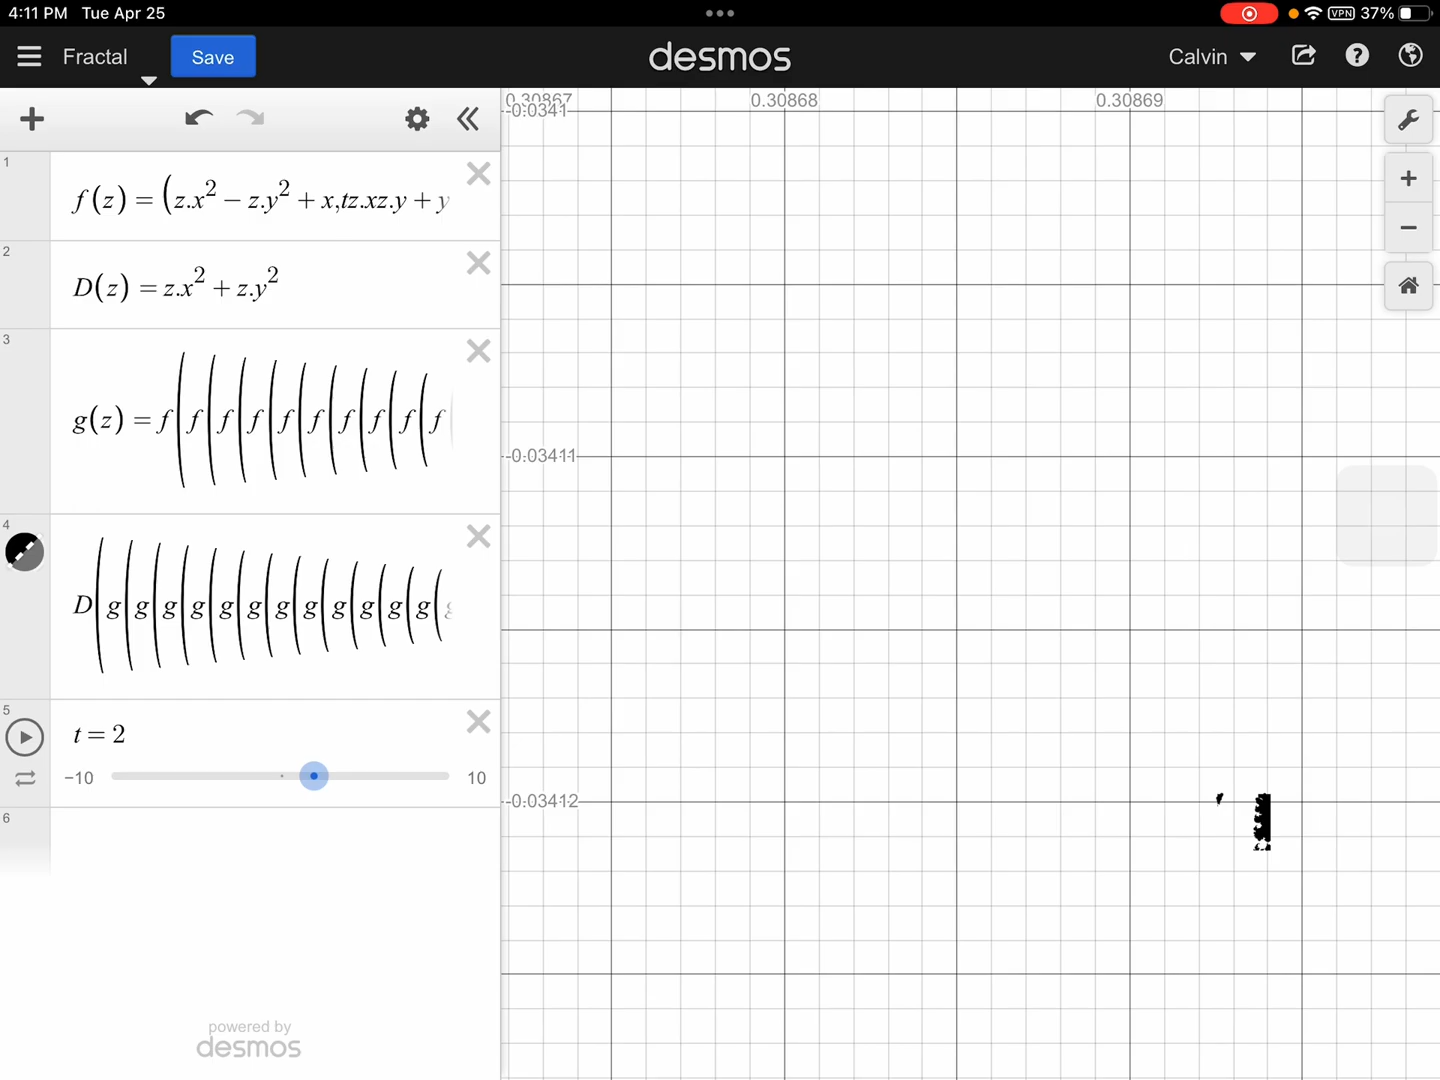 4:11 PM Tue Apr 25
VPN 37%
Fractal
Save
desmos
Calvin
1
f(z) = (z.x² − z.y² + x,tz.xz.y + y
2
D(z) = z.x² + z.y²
3
g(z) = f(f(f(f(f(f(f(f(f(f
4
D(g(g(g(g(g(g(g(g(g(g(g(g(g
5
t = 2
−10
10
6
powered by
desmos
0.30867
0.30868
0.30869
-0.0341
-0.03411
-0.03412